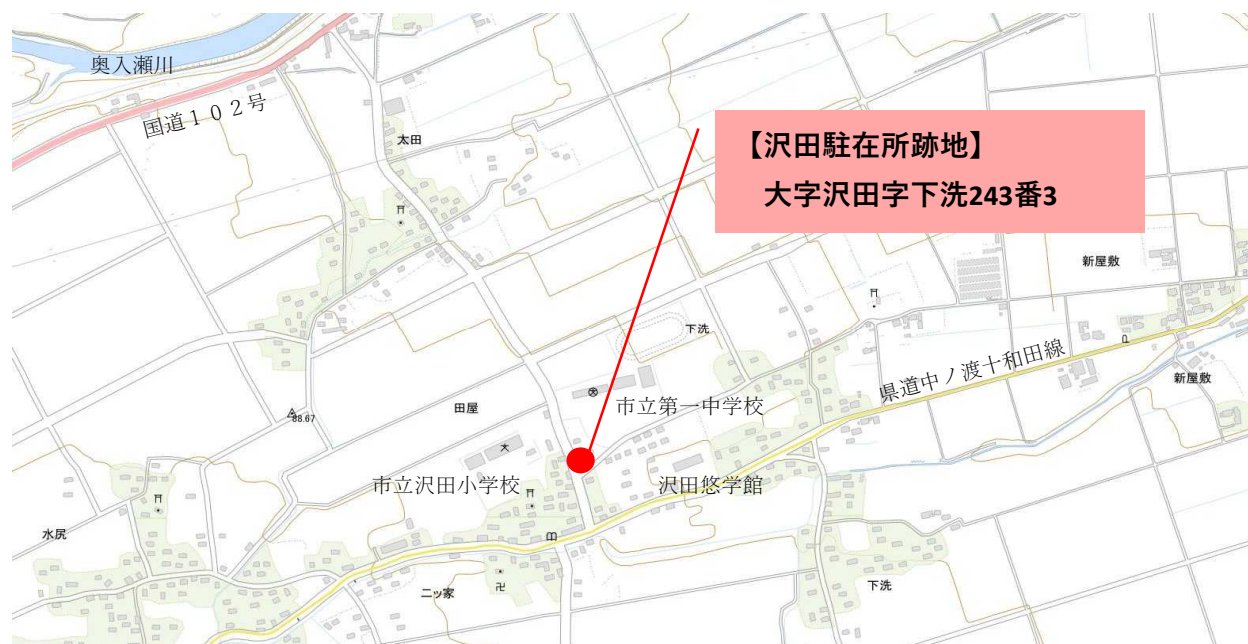 奥入瀬川
国道１０２号
太田
【沢田駐在所跡地】
大字沢田字下洗243番3
新屋敷
下洗
県道中ノ渡十和田線
新屋敷
田屋
市立第一中学校
88.67
市立沢田小学校
沢田悠学館
水尻
二ッ家
下洗